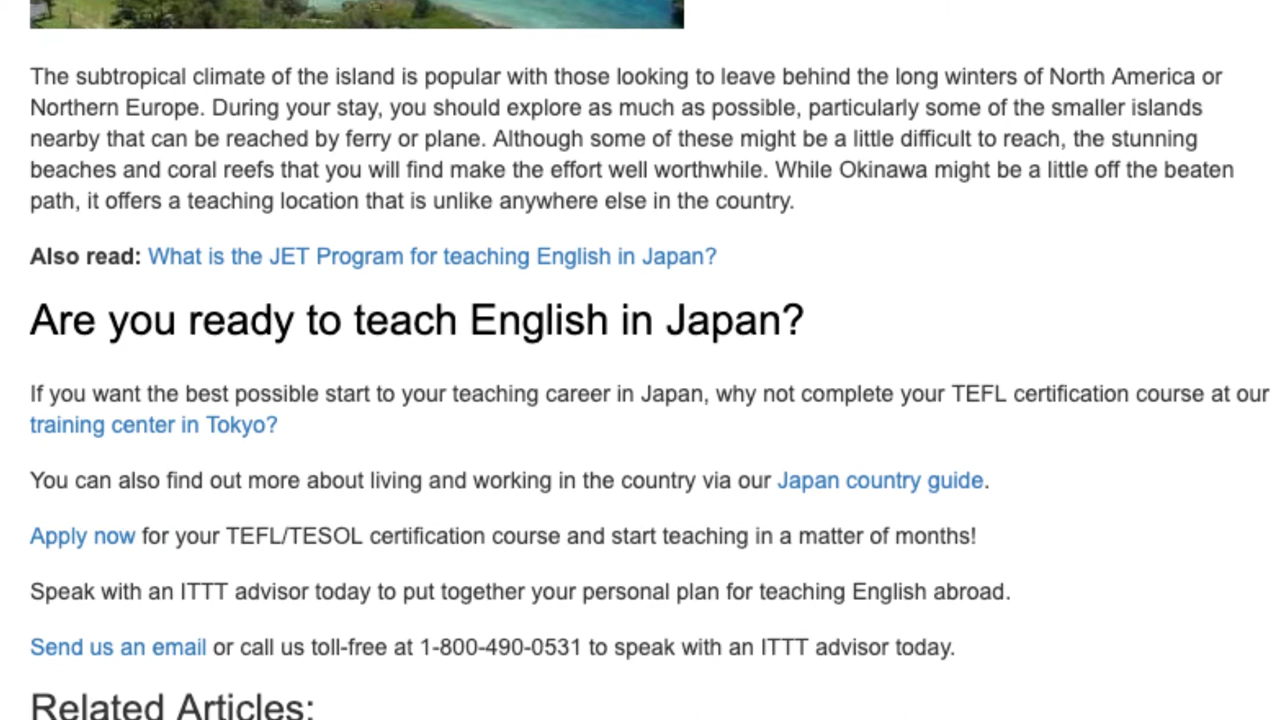 The subtropical climate of the island is popular with those looking to leave behind the long winters of North America or
Northern Europe. During your stay, you should explore as much as possible, particularly some of the smaller islands
nearby that can be reached by ferry or plane. Although some of these might be a little difficult to reach, the stunning
beaches and coral reefs that you will find make the effort well worthwhile. While Okinawa might be a little off the beaten
path, it offers a teaching location that is unlike anywhere else in the country.
Also read: What is the JET Program for teaching English in Japan?
Are you ready to teach English in Japan?
If you want the best possible start to your teaching career in Japan, why not complete your TEFL certification course at our
training center in Tokyo?
You can also find out more about living and working in the country via our Japan country guide.
Apply now for your TEFL/TESOL certification course and start teaching in a matter of months!
Speak with an ITTT advisor today to put together your personal plan for teaching English abroad.
Send us an email or call us toll-free at 1-800-490-0531 to speak with an ITTT advisor today.
Related Articles: